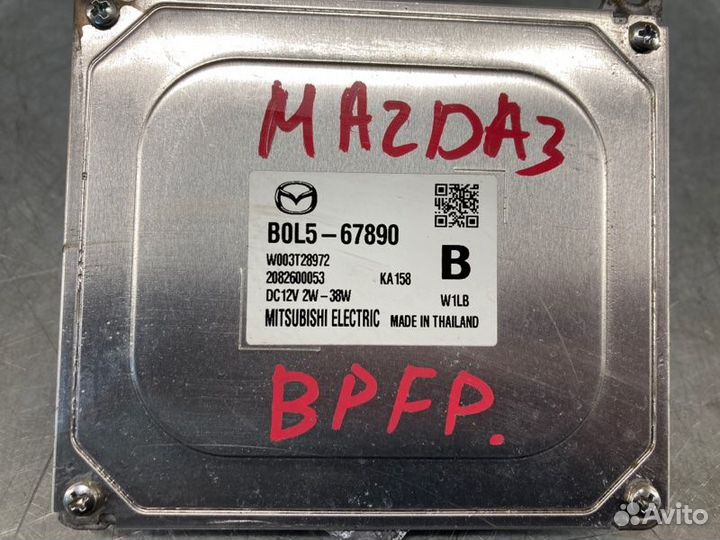 MAZDA3
B0L5-67890
W003T28972
2082600053 KA158
B
DC12V 2W-38W W1LB
MITSUBISHI ELECTRIC MADE IN THAILAND
BPFP.
Avito